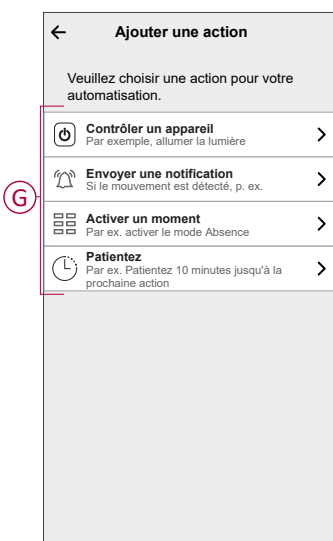 Ajouter une action
Veuillez choisir une action pour votre
automatisation.
Contrôler un appareil
Par exemple, allumer la lumière
Envoyer une notification
Si le mouvement est détecté, p. ex.
G
Activer un moment
Par ex. activer le mode Absence
Patientez
Par ex. Patientez 10 minutes jusqu'à la
prochaine action